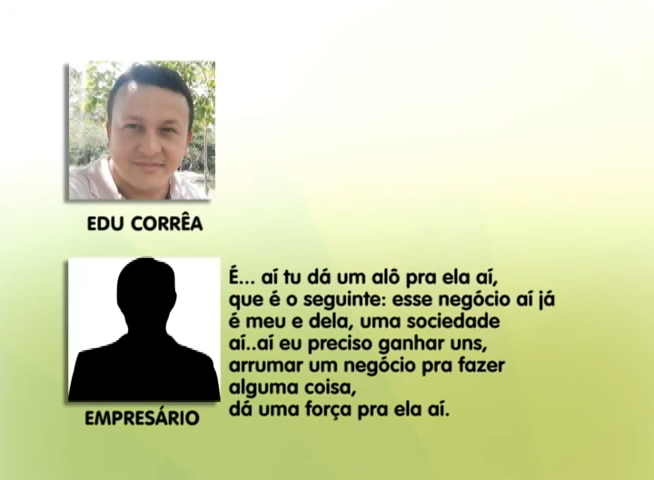 EDU CORRÊA
É... aí tu dá um alô pra ela aí,
que é o seguinte: esse negócio aí já
é meu e dela, uma sociedade
aí..aí eu preciso ganhar uns,
arrumar um negócio pra fazer
alguma coisa,
dá uma força pra ela aí.
EMPRESÁRIO